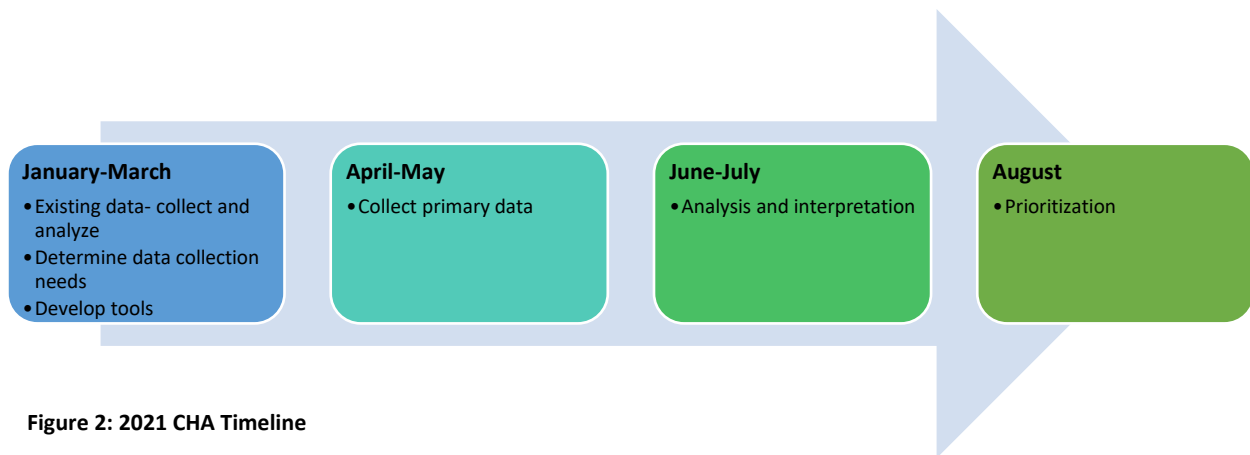 January-March
•Existing data- collect and
analyze
•Determine data collection
needs
•Develop tools
April-May
•Collect primary data
June-July
•Analysis and interpretation
August
•Prioritization
Figure 2: 2021 CHA Timeline